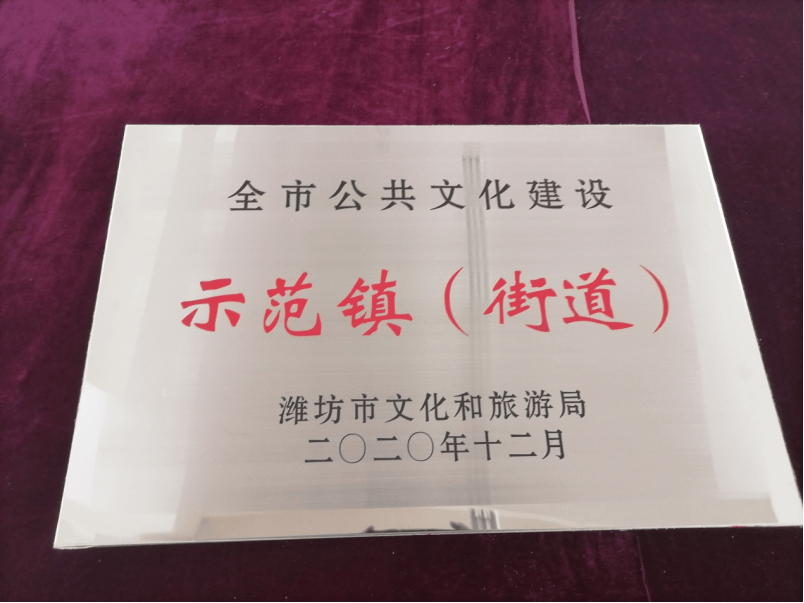 全市公共文化建设
示范镇（街道）
潍坊市文化和旅游局
二〇二〇年十二月